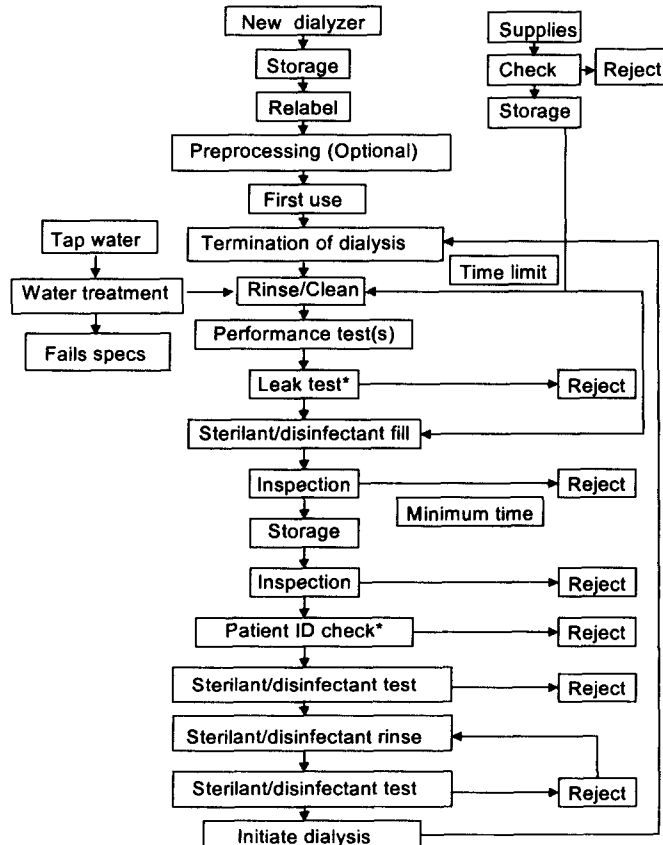 New dialyzer
Supplies
Storage
Check
Reject
Relabel
Storage
Preprocessing (Optional)
First use
Tap water
Termination of dialysis
Time limit
Water treatment
Rinse/Clean
Performance test(s)
Fails specs
Leak test*
Reject
Sterilant/disinfectant fill
Inspection
Reject
Minimum time
Storage
Inspection
Reject
Patient ID check*
Reject
Sterilant/disinfectant test
Reject
Sterilant/disinfectant rinse
Sterilant/disinfectant test
Reject
Initiate dialysis